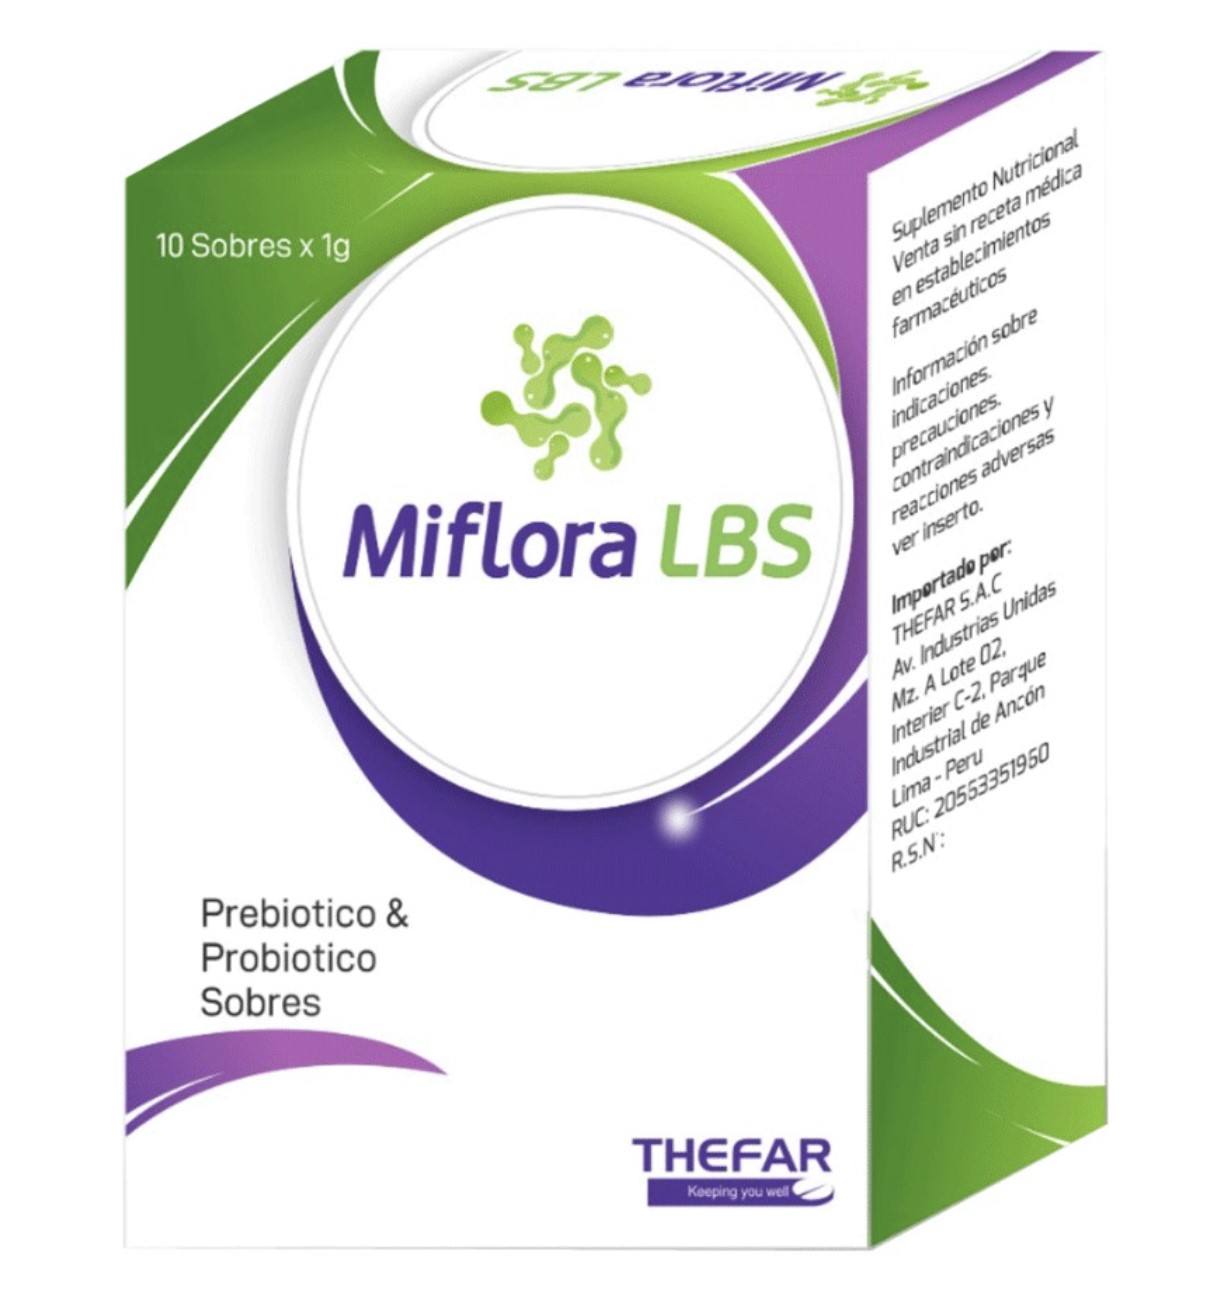 Miflora LBS
10 Sobres x 1g
Miflora LBS
Prebiotico &
Probiotico
Sobres
THEFAR
Keeping you well
Suplemento Nutricional
Venta sin receta médica
en establecimientos
farmacéuticos
Información sobre
indicaciones.
precauciones.
contraindicaciones y
reacciones adversas
ver inserto.
Importado por:
THEFAR S.A.C
Av. Industrias Unidas
Mz. A Lote 02,
Interier C-2, Parque
Industrial de Ancón
Lima - Peru
RUC: 20553351960
R.S.N°: